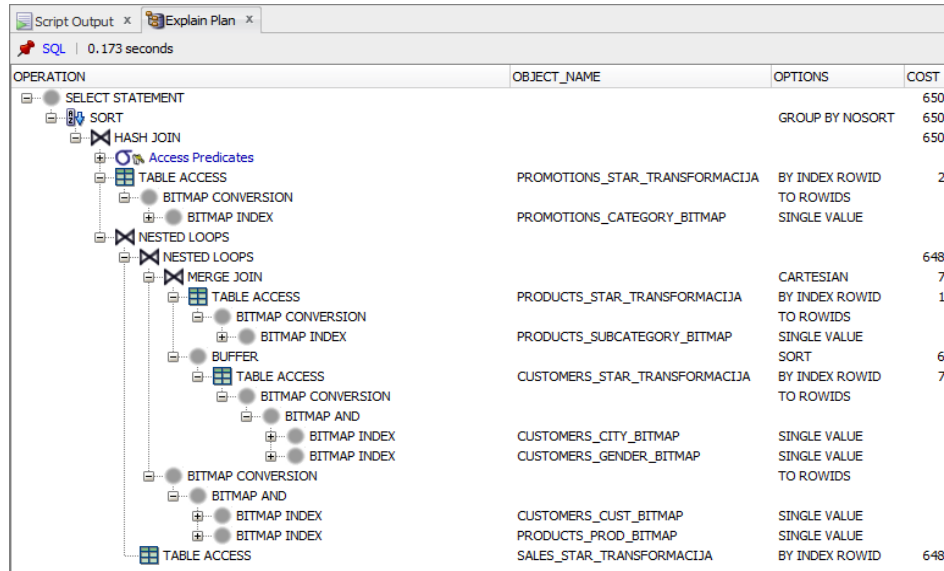 Script Output x Explain Plan x
SQL | 0.173 seconds
OPERATION OBJECT_NAME OPTIONS COST
SELECT STATEMENT 650
SORT GROUP BY NOSORT 650
HASH JOIN 650
Access Predicates
TABLE ACCESS PROMOTIONS_STAR_TRANSFORMACIJA BY INDEX ROWID 2
BITMAP CONVERSION TO ROWIDS
BITMAP INDEX PROMOTIONS_CATEGORY_BITMAP SINGLE VALUE
NESTED LOOPS
NESTED LOOPS 648
MERGE JOIN CARTESIAN 7
TABLE ACCESS PRODUCTS_STAR_TRANSFORMACIJA BY INDEX ROWID 1
BITMAP CONVERSION TO ROWIDS
BITMAP INDEX PRODUCTS_SUBCATEGORY_BITMAP SINGLE VALUE
BUFFER SORT 6
TABLE ACCESS CUSTOMERS_STAR_TRANSFORMACIJA BY INDEX ROWID 7
BITMAP CONVERSION TO ROWIDS
BITMAP AND
BITMAP INDEX CUSTOMERS_CITY_BITMAP SINGLE VALUE
BITMAP INDEX CUSTOMERS_GENDER_BITMAP SINGLE VALUE
BITMAP CONVERSION TO ROWIDS
BITMAP AND
BITMAP INDEX CUSTOMERS_CUST_BITMAP SINGLE VALUE
BITMAP INDEX PRODUCTS_PROD_BITMAP SINGLE VALUE
TABLE ACCESS SALES_STAR_TRANSFORMACIJA BY INDEX ROWID 648